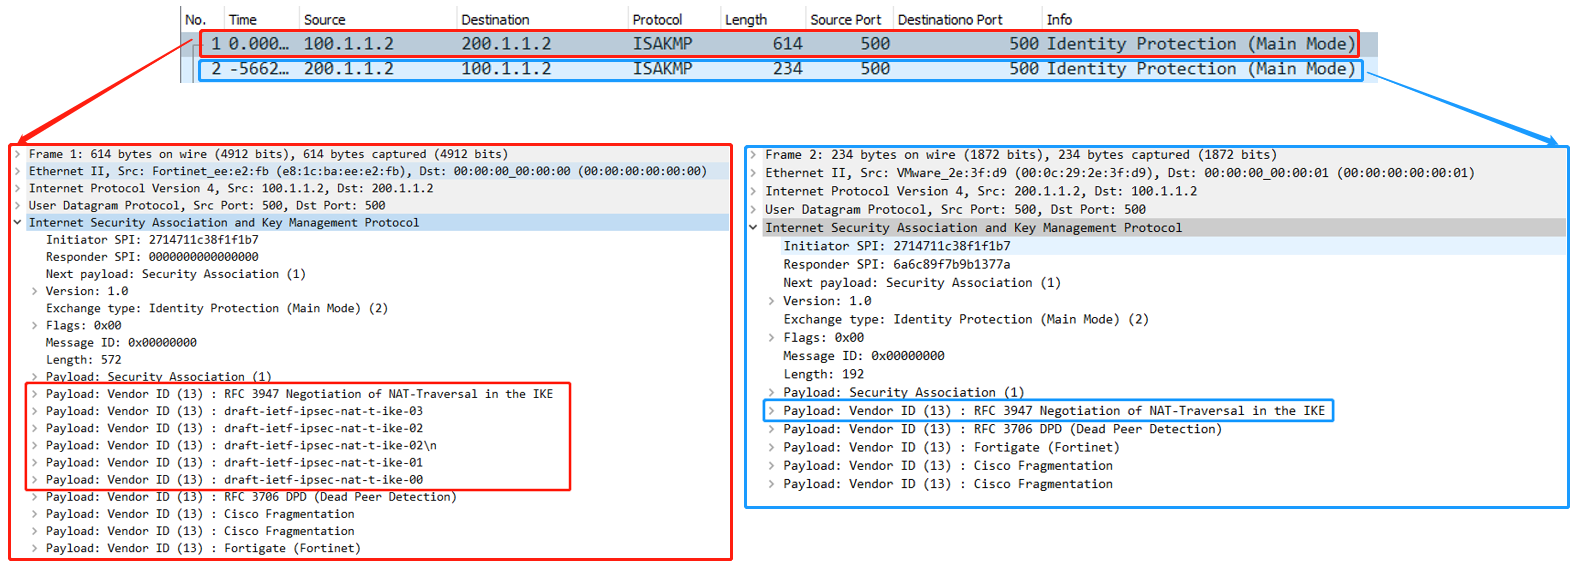 No. Time Source Destination Protocol Length Source Port Destinationo Port Info
1 0.000… 100.1.1.2 200.1.1.2 ISAKMP 614 500 500 Identity Protection (Main Mode)
2 -5662… 200.1.1.2 100.1.1.2 ISAKMP 234 500 500 Identity Protection (Main Mode)
Frame 1: 614 bytes on wire (4912 bits), 614 bytes captured (4912 bits)
Ethernet II, Src: Fortinet_ee:e2:fb (e8:1c:ba:ee:e2:fb), Dst: 00:00:00_00:00:00 (00:00:00:00:00:00)
Internet Protocol Version 4, Src: 100.1.1.2, Dst: 200.1.1.2
User Datagram Protocol, Src Port: 500, Dst Port: 500
Internet Security Association and Key Management Protocol
Initiator SPI: 2714711c38f1f1b7
Responder SPI: 0000000000000000
Next payload: Security Association (1)
Version: 1.0
Exchange type: Identity Protection (Main Mode) (2)
Flags: 0x00
Message ID: 0x00000000
Length: 572
Payload: Security Association (1)
Payload: Vendor ID (13) : RFC 3947 Negotiation of NAT-Traversal in the IKE
Payload: Vendor ID (13) : draft-ietf-ipsec-nat-t-ike-03
Payload: Vendor ID (13) : draft-ietf-ipsec-nat-t-ike-02
Payload: Vendor ID (13) : draft-ietf-ipsec-nat-t-ike-02\n
Payload: Vendor ID (13) : draft-ietf-ipsec-nat-t-ike-01
Payload: Vendor ID (13) : draft-ietf-ipsec-nat-t-ike-00
Payload: Vendor ID (13) : RFC 3706 DPD (Dead Peer Detection)
Payload: Vendor ID (13) : Cisco Fragmentation
Payload: Vendor ID (13) : Cisco Fragmentation
Payload: Vendor ID (13) : Fortigate (Fortinet)
Frame 2: 234 bytes on wire (1872 bits), 234 bytes captured (1872 bits)
Ethernet II, Src: VMware_2e:3f:d9 (00:0c:29:2e:3f:d9), Dst: 00:00:00_00:00:01 (00:00:00:00:00:01)
Internet Protocol Version 4, Src: 200.1.1.2, Dst: 100.1.1.2
User Datagram Protocol, Src Port: 500, Dst Port: 500
Internet Security Association and Key Management Protocol
Initiator SPI: 2714711c38f1f1b7
Responder SPI: 6a6c89f7b9b1377a
Next payload: Security Association (1)
Version: 1.0
Exchange type: Identity Protection (Main Mode) (2)
Flags: 0x00
Message ID: 0x00000000
Length: 192
Payload: Security Association (1)
Payload: Vendor ID (13) : RFC 3947 Negotiation of NAT-Traversal in the IKE
Payload: Vendor ID (13) : RFC 3706 DPD (Dead Peer Detection)
Payload: Vendor ID (13) : Fortigate (Fortinet)
Payload: Vendor ID (13) : Cisco Fragmentation
Payload: Vendor ID (13) : Cisco Fragmentation